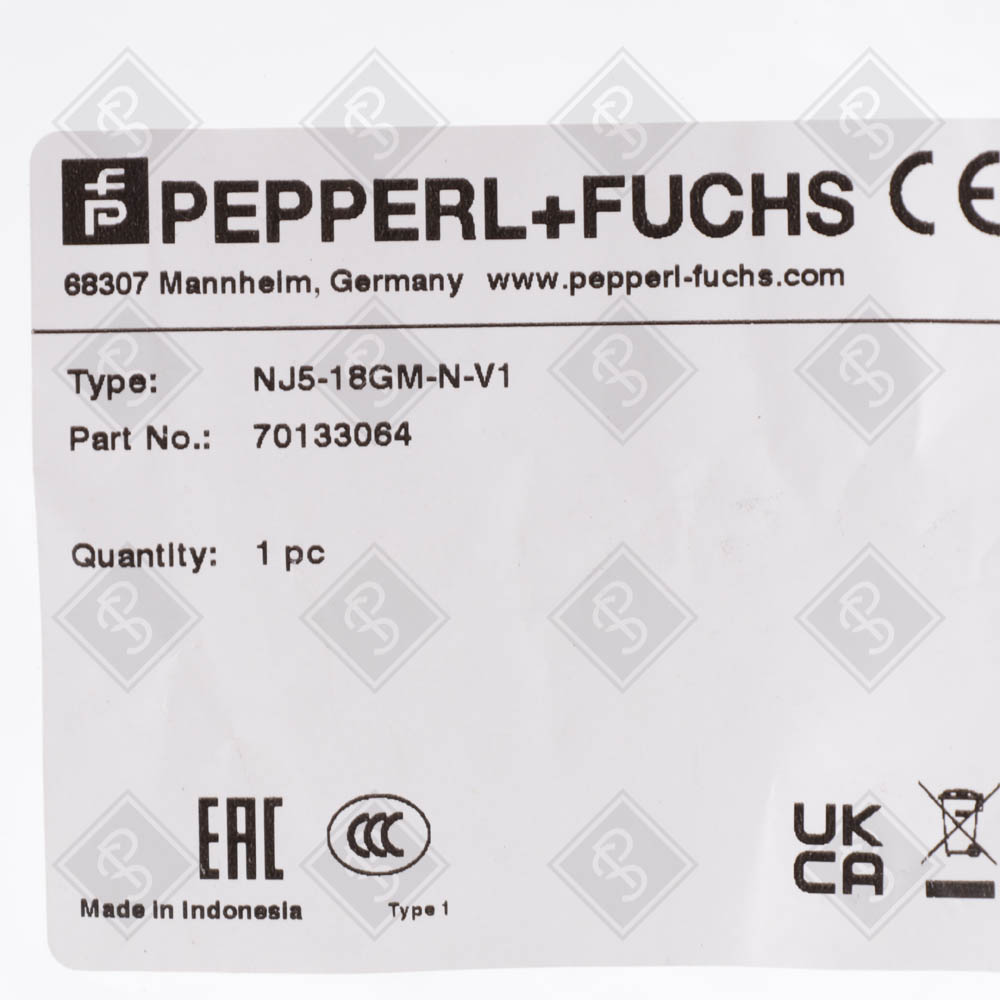 PEPPERL+FUCHS CE
68307 Mannheim, Germany www.pepperl-fuchs.com
Type: NJ5-18GM-N-V1
Part No.: 70133064
Quantity: 1 pc
EAC CCC UK
CA
Made in Indonesia Type 1